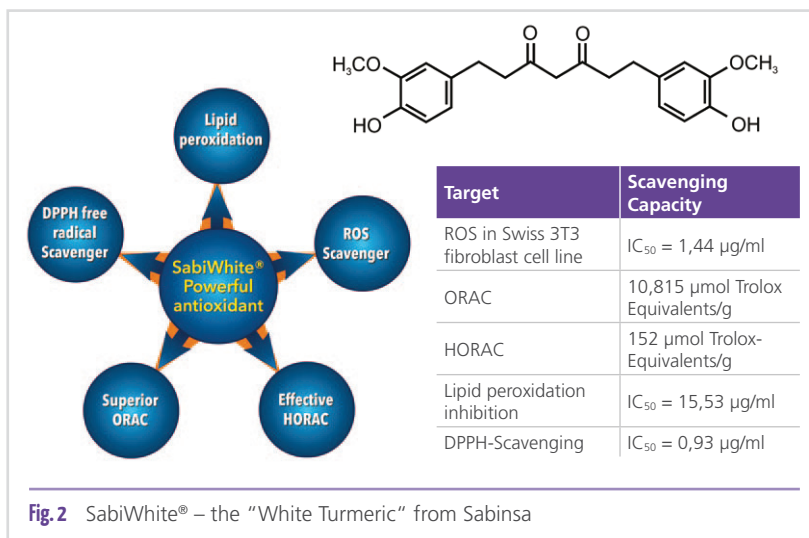 Lipid
peroxidation
DPPH free
radical
Scavenger
ROS
Scavenger
SabiWhite®
Powerful
antioxidant
Superior
ORAC
Effective
HORAC
O O
H₃CO OCH₃
HO OH
Target Scavenging
Capacity
ROS in Swiss 3T3
fibroblast cell line IC₅₀ = 1,44 µg/ml
ORAC 10,815 µmol Trolox
Equivalents/g
HORAC 152 µmol Trolox-
Equivalents/g
Lipid peroxidation
inhibition IC₅₀ = 15,53 µg/ml
DPPH-Scavenging IC₅₀ = 0,93 µg/ml
Fig. 2 SabiWhite® – the "White Turmeric" from Sabinsa